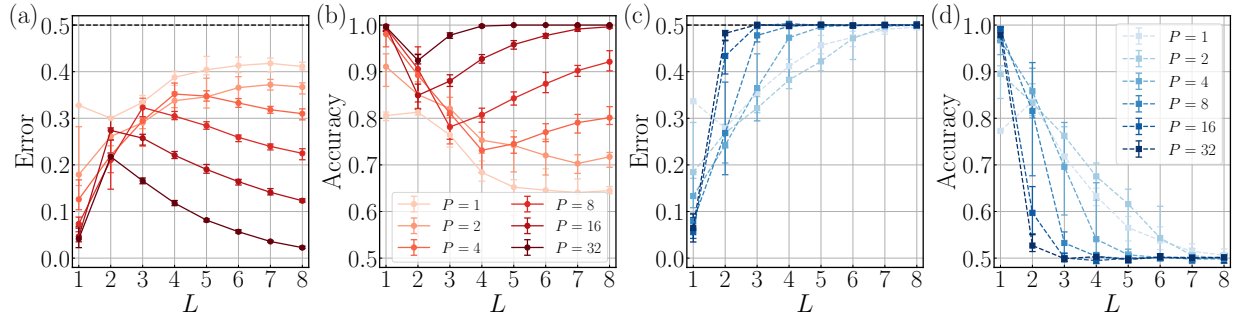 (a)
Error
0.5
0.4
0.3
0.2
0.1
0.0
1 2 3 4 5 6 7 8
L
(b)
Accuracy
1.0
0.9
0.8
0.7
0.6
0.5
P = 1
P = 2
P = 4
P = 8
P = 16
P = 32
1 2 3 4 5 6 7 8
L
(c)
Error
0.5
0.4
0.3
0.2
0.1
0.0
1 2 3 4 5 6 7 8
L
(d)
Accuracy
1.0
0.9
0.8
0.7
0.6
0.5
P = 1
P = 2
P = 4
P = 8
P = 16
P = 32
1 2 3 4 5 6 7 8
L